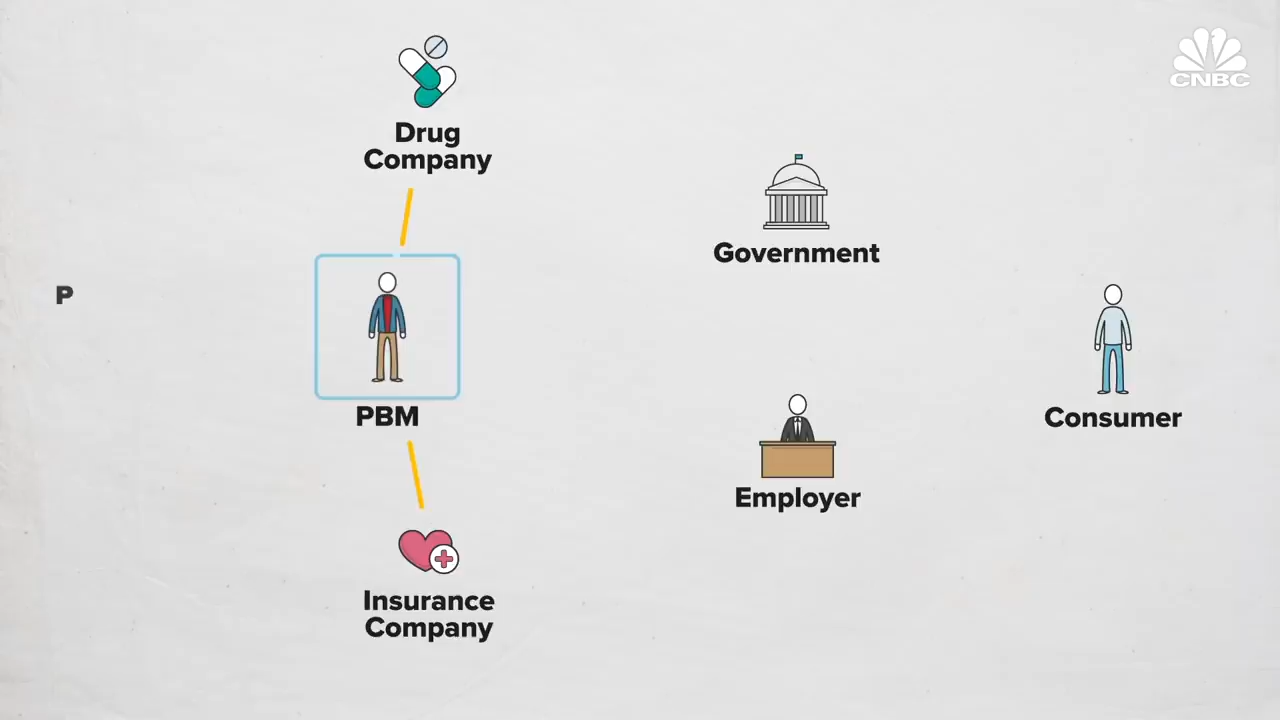 CNBC
Drug
Company
Government
P
PBM
Consumer
Employer
Insurance
Company